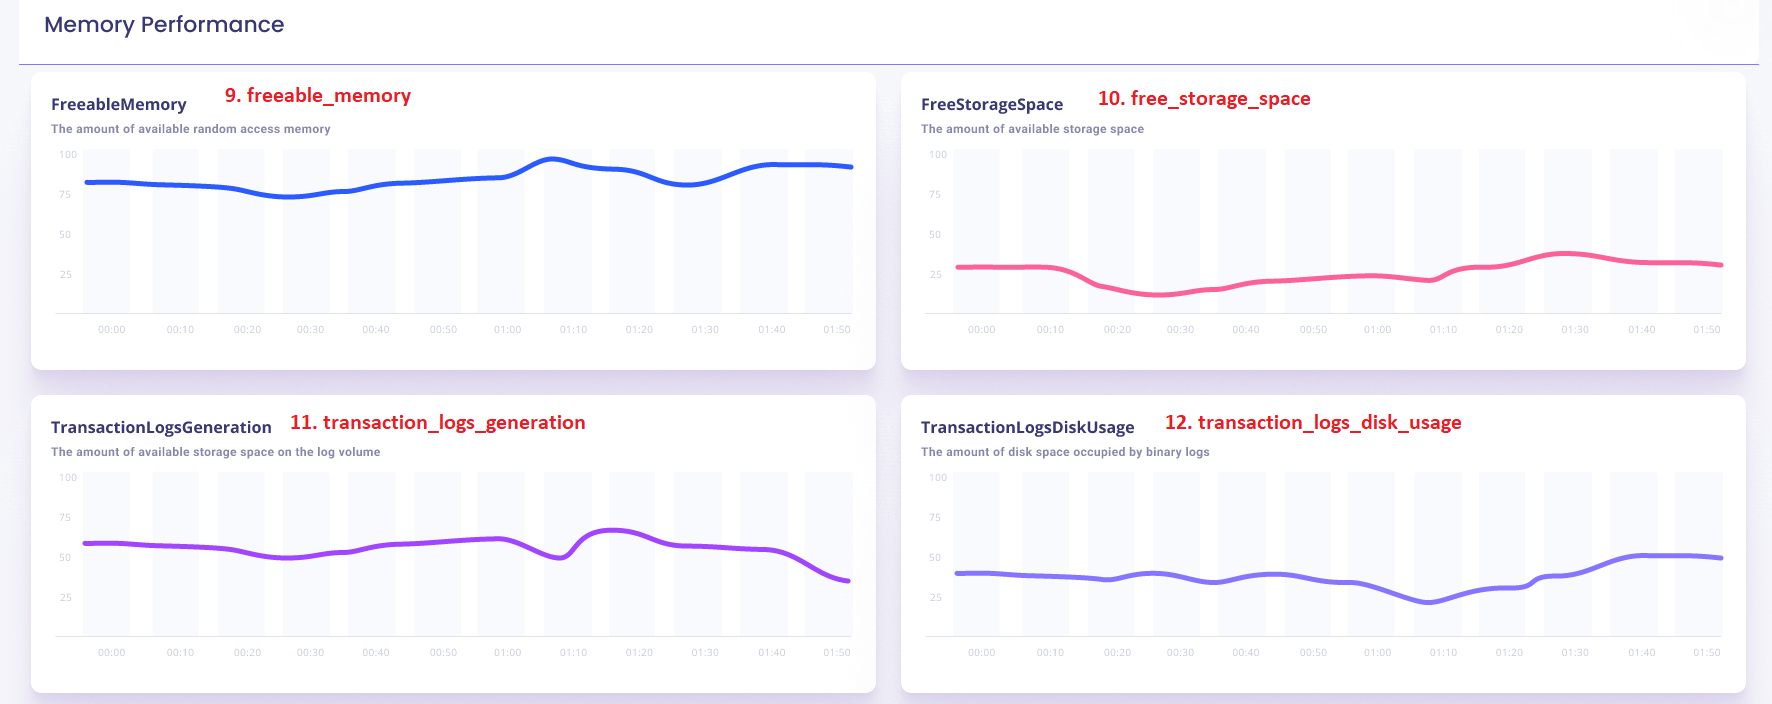 Memory Performance
FreeableMemory
9. freeable_memory
The amount of available random access memory
100
75
50
25
00:00 00:10 00:20 00:30 00:40 00:50 01:00 01:10 01:20 01:30 01:40 01:50
FreeStorageSpace
10. free_storage_space
The amount of available storage space
100
75
50
25
00:00 00:10 00:20 00:30 00:40 00:50 01:00 01;10 01:20 01:30 01:40 01:50
TransactionLogsGeneration
11. transaction_logs_generation
The amount of available storage space on the log volume
100
75
50
25
00:00 00:10 00:20 00:30 00:40 00:50 01:00 01:10 01:20 01:30 01:40 01:50
TransactionLogsDiskUsage
12. transaction_logs_disk_usage
The amount of disk space occupied by binary logs
100
75
50
25
00:00 00:10 00:20 00:30 00:40 00:50 01:00 01:10 01:20 01:30 01:40 01:50